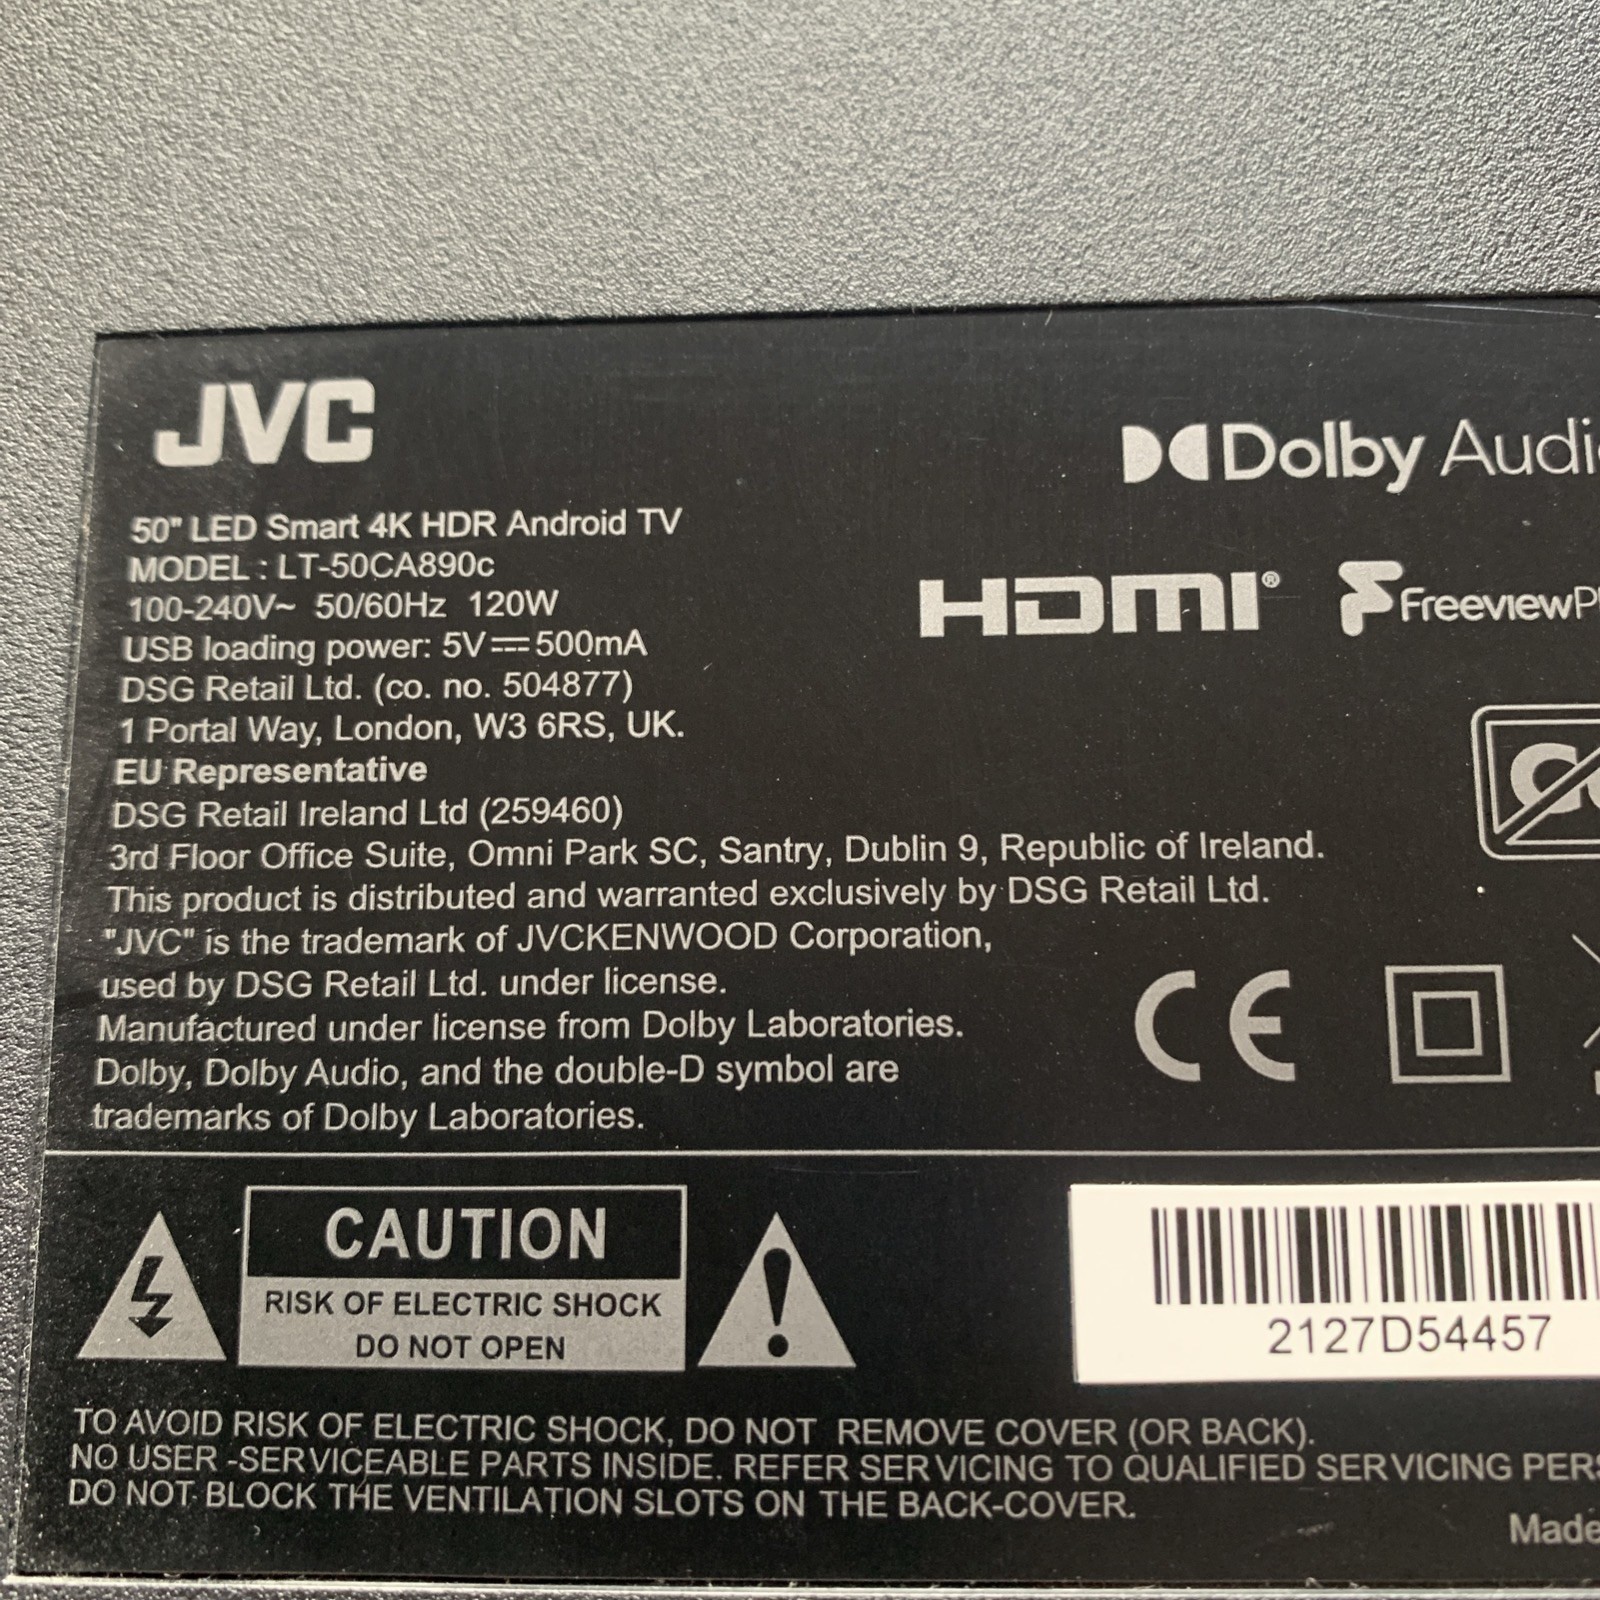 JVC
Dolby Audio
50" LED Smart 4K HDR Android TV
MODEL : LT-50CA890c
100-240V~ 50/60Hz 120W
HDMI®
Freeview
USB loading power: 5V⎓500mA
DSG Retail Ltd. (co. no. 504877)
1 Portal Way, London, W3 6RS, UK.
EU Representative
DSG Retail Ireland Ltd (259460)
3rd Floor Office Suite, Omni Park SC, Santry, Dublin 9, Republic of Ireland.
This product is distributed and warranted exclusively by DSG Retail Ltd.
"JVC" is the trademark of JVCKENWOOD Corporation,
used by DSG Retail Ltd. under license.
Manufactured under license from Dolby Laboratories.
Dolby, Dolby Audio, and the double-D symbol are
trademarks of Dolby Laboratories.
CE
CAUTION
RISK OF ELECTRIC SHOCK
DO NOT OPEN
2127D54457
TO AVOID RISK OF ELECTRIC SHOCK, DO NOT REMOVE COVER (OR BACK).
NO USER -SERVICEABLE PARTS INSIDE. REFER SERVICING TO QUALIFIED SERVICING
DO NOT BLOCK THE VENTILATION SLOTS ON THE BACK-COVER.
Made